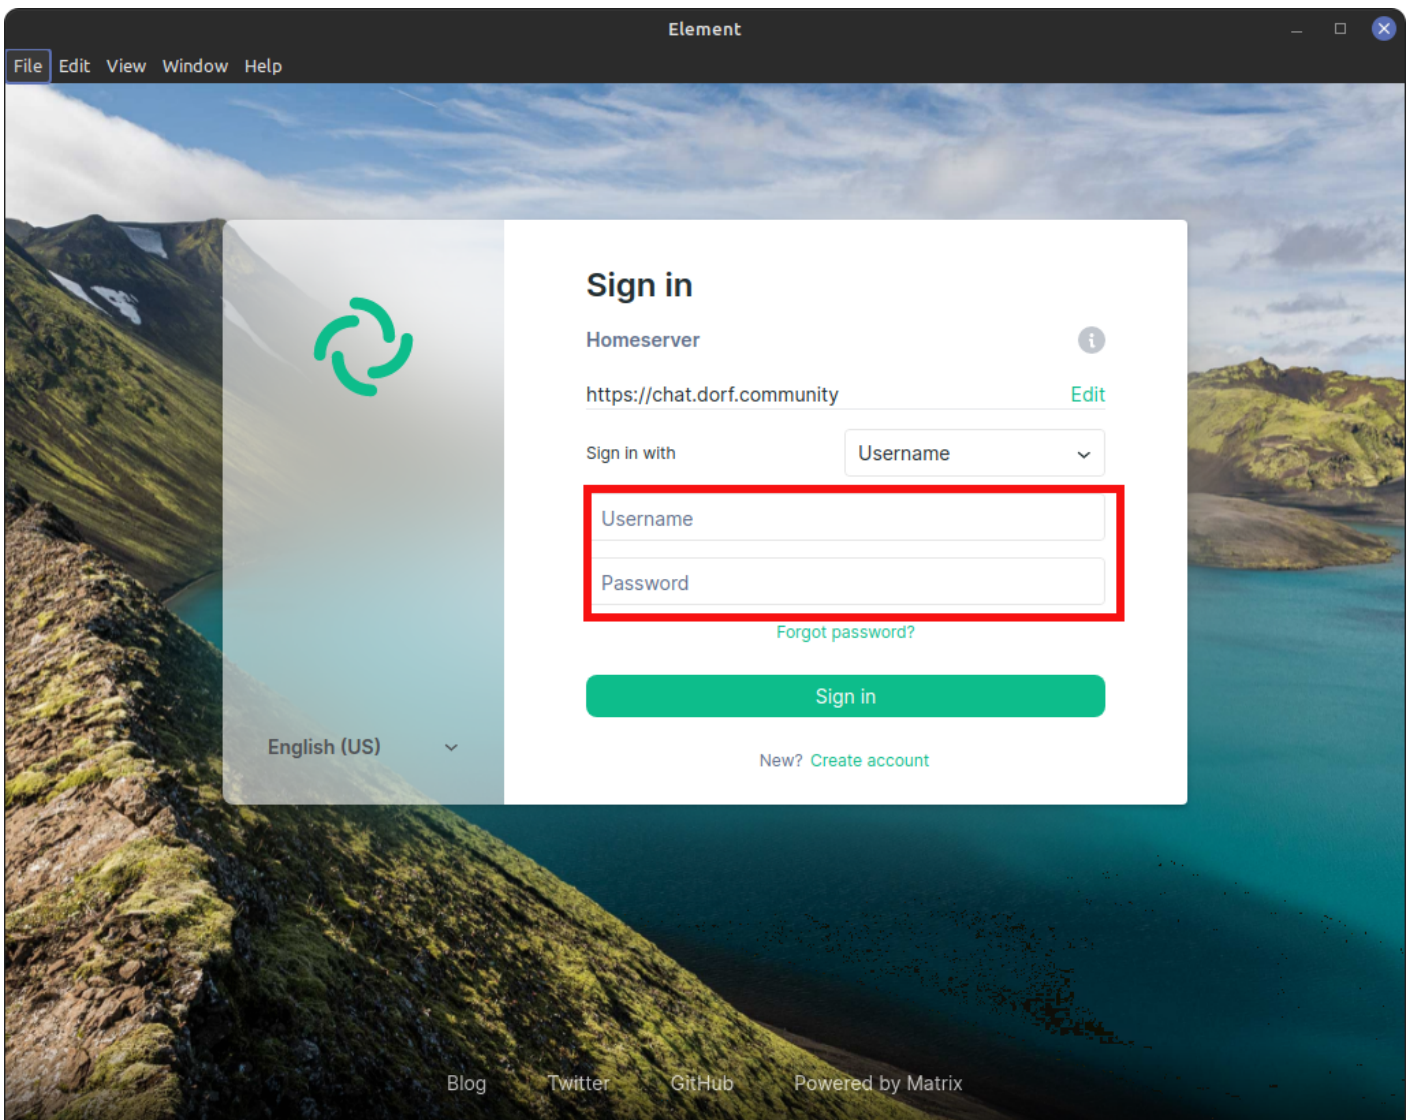 Element
File Edit View Window Help
Sign in
Homeserver
https://chat.dorf.community Edit
Sign in with Username
Username
Password
Forgot password?
Sign in
English (US)
New? Create account
Blog Twitter GitHub Powered by Matrix